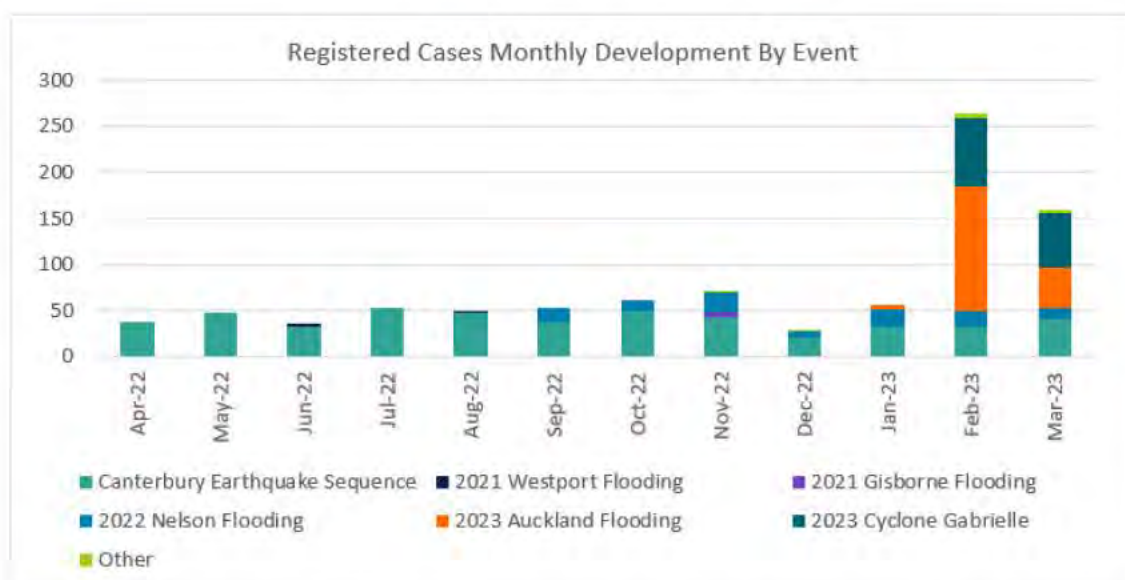 Registered Cases Monthly Development By Event
300
250
200
150
100
50
0
Apr-22
May-22
Jun-22
Jul-22
Aug-22
Sep-22
Oct-22
Nov-22
Dec-22
Jan-23
Feb-23
Mar-23
Canterbury Earthquake Sequence
2021 Westport Flooding
2021 Gisborne Flooding
2022 Nelson Flooding
2023 Auckland Flooding
2023 Cyclone Gabrielle
Other